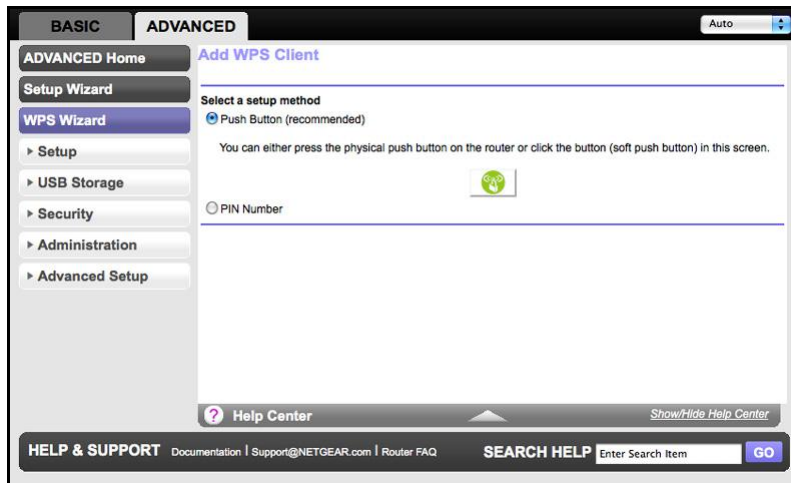 BASIC
ADVANCED
Auto
ADVANCED Home
Setup Wizard
WPS Wizard
Setup
USB Storage
Security
Administration
Advanced Setup
Add WPS Client
Select a setup method
Push Button (recommended)
You can either press the physical push button on the router or click the button (soft push button) in this screen.
PIN Number
Help Center
Show/Hide Help Center
HELP & SUPPORT Documentation | Support@NETGEAR.com | Router FAQ
SEARCH HELP Enter Search Item GO